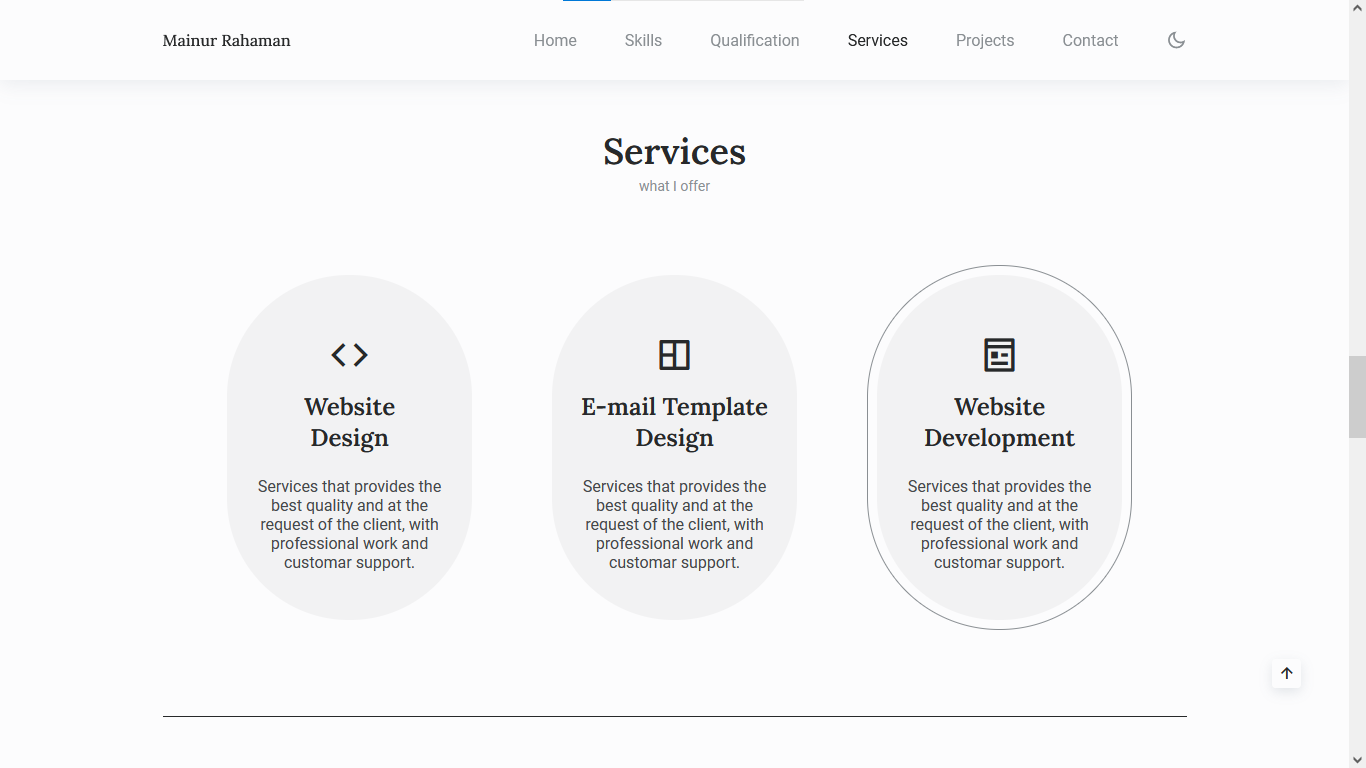 Mainur Rahaman
Home
Skills
Qualification
Services
Projects
Contact
Services
what I offer
Website
Design
Services that provides the
best quality and at the
request of the client, with
professional work and
customar support.
E-mail Template
Design
Services that provides the
best quality and at the
request of the client, with
professional work and
customar support.
Website
Development
Services that provides the
best quality and at the
request of the client, with
professional work and
customar support.